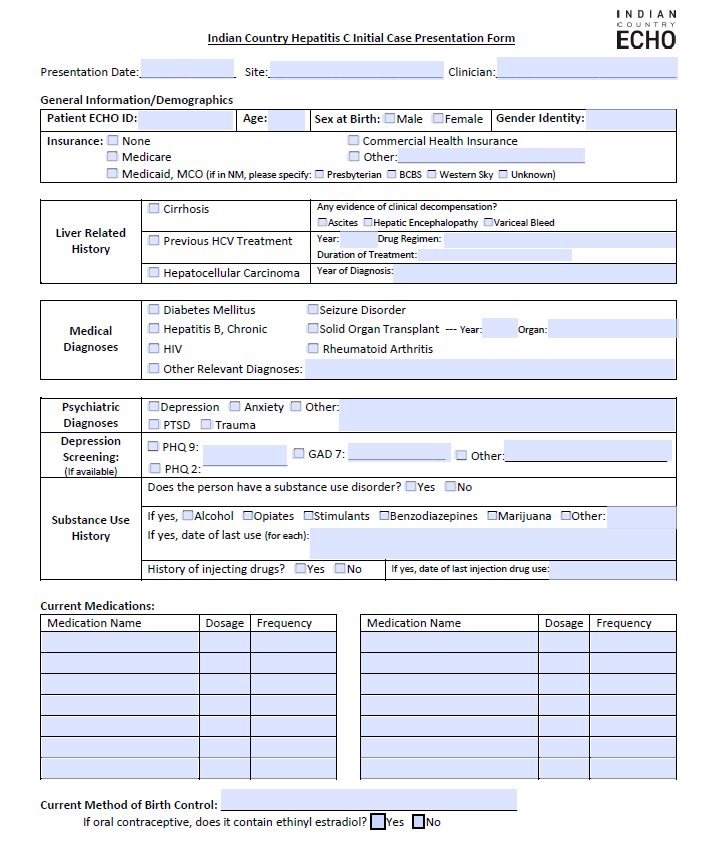 INDIAN
COUNTRY
ECHO
Indian Country Hepatitis C Initial Case Presentation Form
Presentation Date: Site: Clinician:
General Information/Demographics
Patient ECHO ID: Age: Sex at Birth: Male Female Gender Identity:
Insurance: None Commercial Health Insurance
Medicare Other:
Medicaid, MCO (if in NM, please specify: Presbyterian BCBS Western Sky Unknown)
Liver Related History
Cirrhosis
Any evidence of clinical decompensation?
Ascites Hepatic Encephalopathy Variceal Bleed
Previous HCV Treatment
Year: Drug Regimen:
Duration of Treatment:
Hepatocellular Carcinoma Year of Diagnosis:
Medical Diagnoses
Diabetes Mellitus Seizure Disorder
Hepatitis B, Chronic Solid Organ Transplant --- Year: Organ:
HIV Rheumatoid Arthritis
Other Relevant Diagnoses:
Psychiatric Diagnoses
Depression Anxiety Other:
PTSD Trauma
Depression Screening:
(If available)
PHQ 9: GAD 7: Other:
PHQ 2:
Substance Use History
Does the person have a substance use disorder? Yes No
If yes, Alcohol Opiates Stimulants Benzodiazepines Marijuana Other:
If yes, date of last use (for each):
History of injecting drugs? Yes No If yes, date of last injection drug use:
Current Medications:
Medication Name Dosage Frequency Medication Name Dosage Frequency
Current Method of Birth Control:
If oral contraceptive, does it contain ethinyl estradiol? Yes No